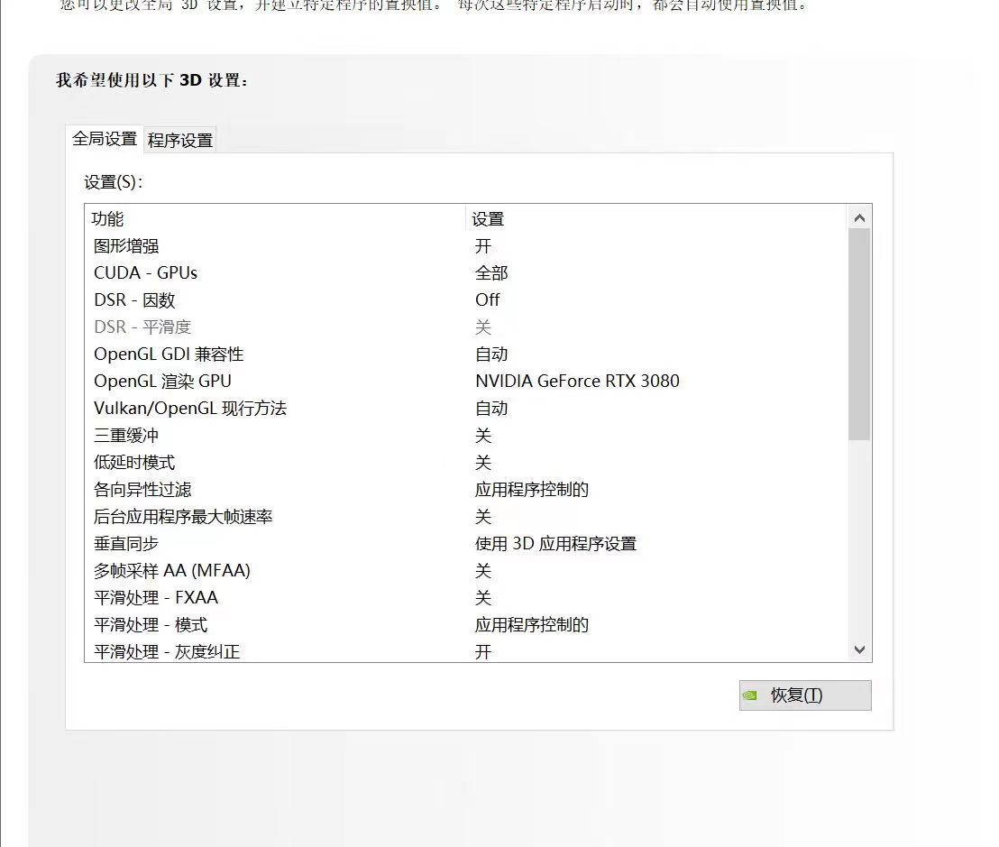 您可以更改全局 3D 设置，并建立特定程序的置换值。 每次这些特定程序启动时，都会自动使用置换值。
我希望使用以下 3D 设置:
全局设置 程序设置
设置(S):
功能 设置
图形增强 开
CUDA - GPUs 全部
DSR - 因数 Off
DSR - 平滑度 关
OpenGL GDI 兼容性 自动
OpenGL 渲染 GPU NVIDIA GeForce RTX 3080
Vulkan/OpenGL 现行方法 自动
三重缓冲 关
低延时模式 关
各向异性过滤 应用程序控制的
后台应用程序最大帧速率 关
垂直同步 使用 3D 应用程序设置
多帧采样 AA (MFAA) 关
平滑处理 - FXAA 关
平滑处理 - 模式 应用程序控制的
平滑处理 - 灰度纠正 开
恢复(T)